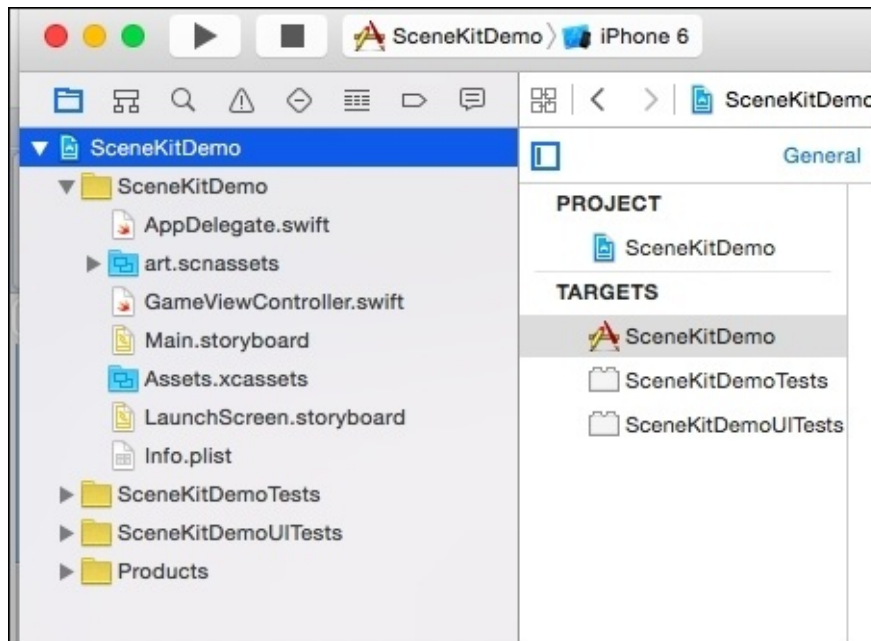 SceneKitDemo iPhone 6
SceneKitDemo
General
SceneKitDemo
SceneKitDemo
AppDelegate.swift
art.scnassets
GameViewController.swift
Main.storyboard
Assets.xcassets
LaunchScreen.storyboard
Info.plist
SceneKitDemoTests
SceneKitDemoUITests
Products
PROJECT
SceneKitDemo
TARGETS
SceneKitDemo
SceneKitDemoTests
SceneKitDemoUITests